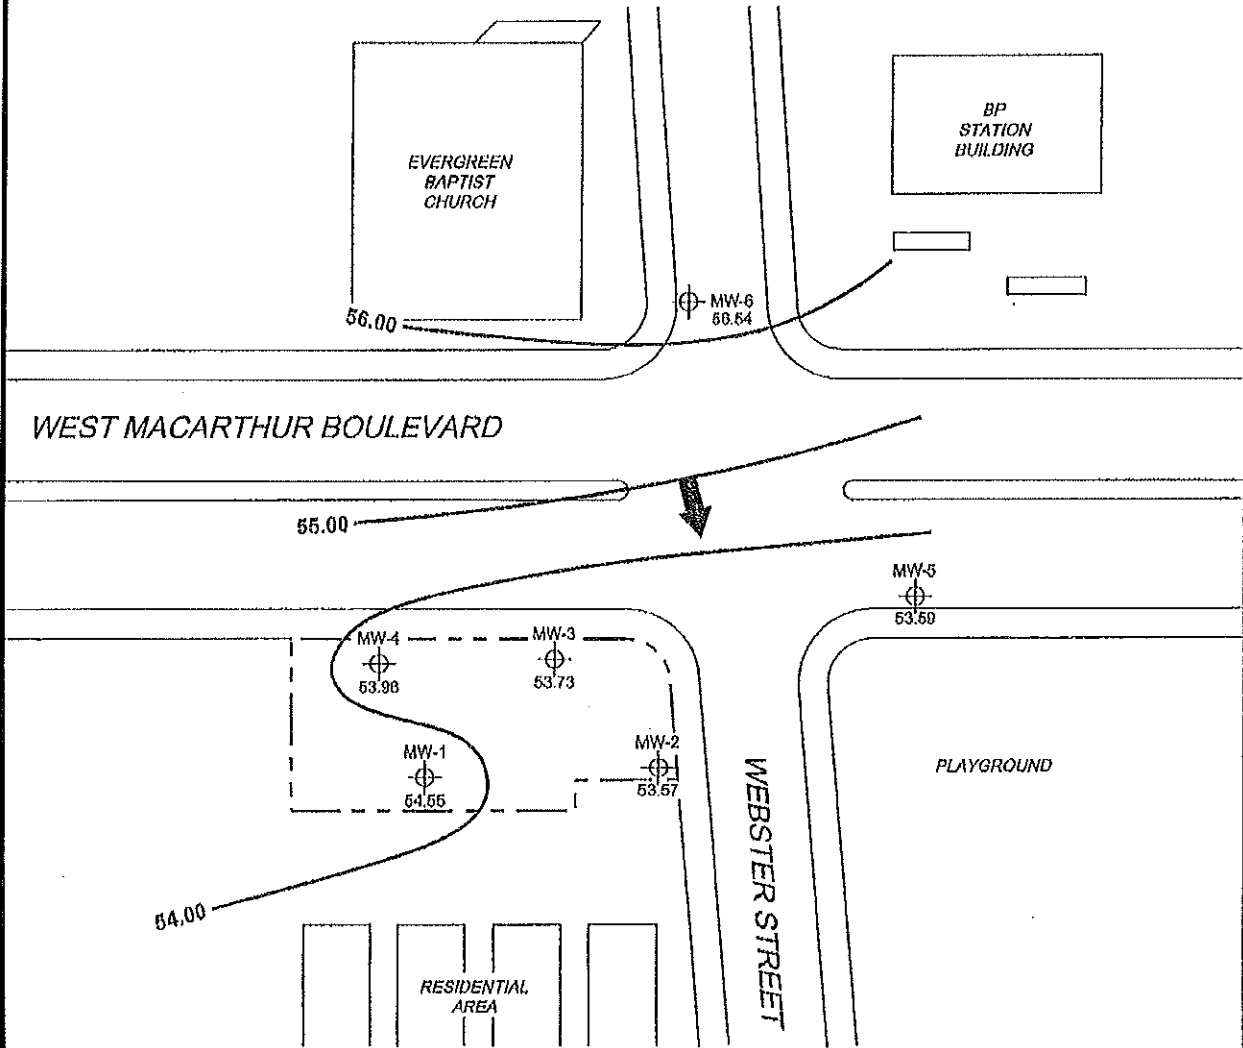 EVERGREEN
BAPTIST
CHURCH
BP
STATION
BUILDING
MW-6
56.54
56.00
WEST MACARTHUR BOULEVARD
55.00
MW-5
53.59
MW-4
53.98
MW-3
53.73
MW-1
54.55
MW-2
53.57
PLAYGROUND
WEBSTER STREET
54.00
RESIDENTIAL
AREA